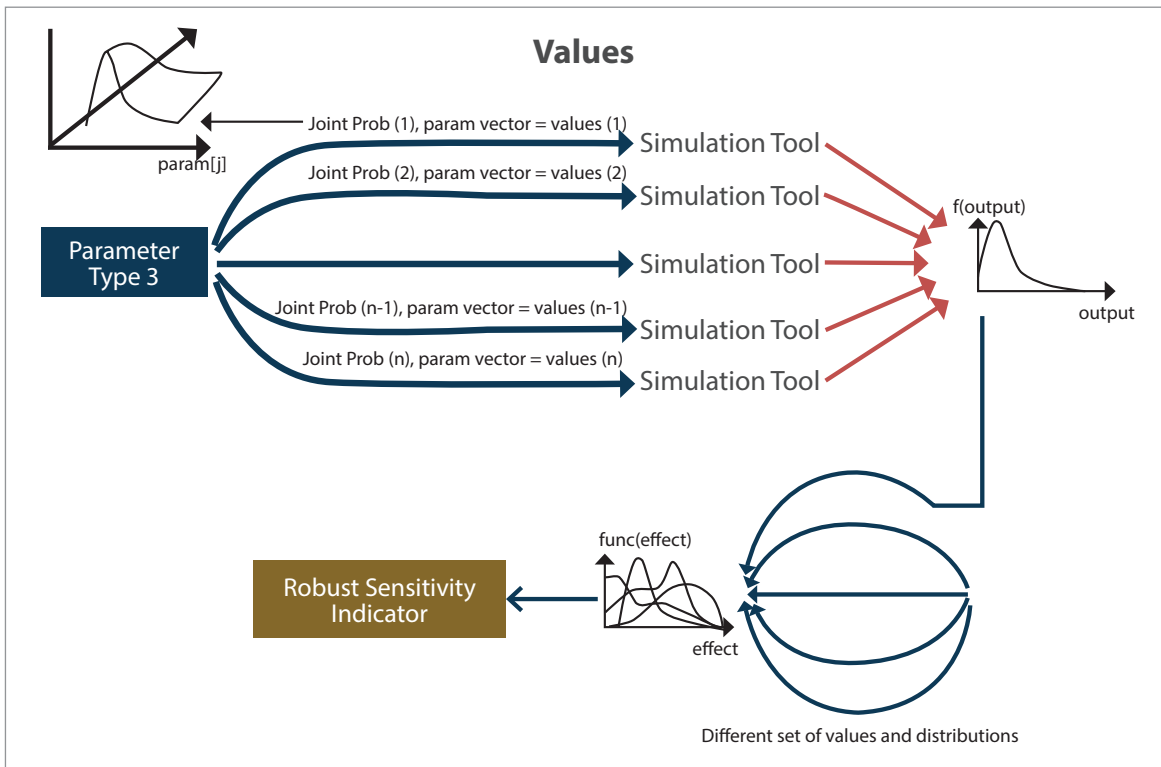 Values
param[j]
Joint Prob (1), param vector = values (1)
Simulation Tool
Joint Prob (2), param vector = values (2)
Simulation Tool
Parameter
Type 3
Simulation Tool
Joint Prob (n-1), param vector = values (n-1)
Simulation Tool
Joint Prob (n), param vector = values (n)
Simulation Tool
f(output)
output
func(effect)
effect
Robust Sensitivity
Indicator
Different set of values and distributions